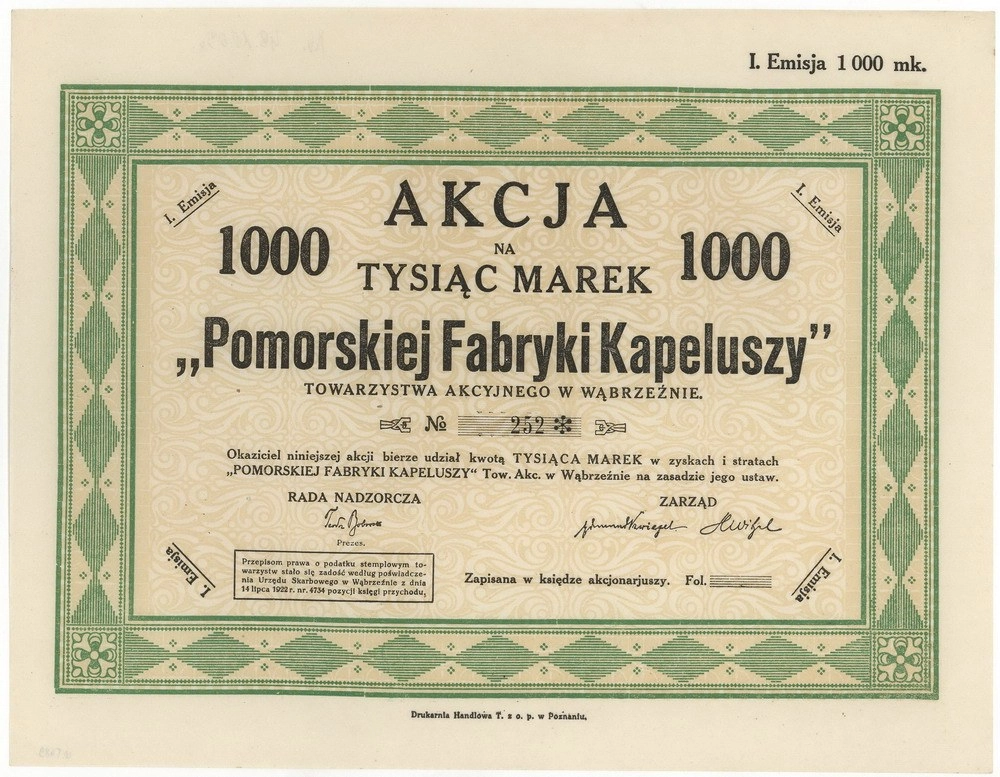 I. Emisja 1000 mk.
I. Emisja
I. Emisja
AKCJA
1000
NA
1000
TYSIĄC MAREK
„Pomorskiej Fabryki Kapeluszy”
TOWARZYSTWA AKCYJNEGO W WĄBRZEŹNIE.
No 252
Okaziciel niniejszej akcji bierze udział kwotą TYSIĄCA MAREK w zyskach i stratach
„POMORSKIEJ FABRYKI KAPELUSZY“ Tow. Akc. w Wąbrzeźnie na zasadzie jego ustaw.
RADA NADZORCZA
ZARZĄD
Prezes.
Przepisom prawa o podatku stemplowym to-
warzystw stało się zadość według poświadcze-
nia Urzędu Skarbowego w Wąbrzeźnie z dnia
14 lipca 1922 r. nr. 4734 pozycji księgi przychodu,
Zapisana w księdze akcjonarjuszy. Fol.
I. Emisja
I. Emisja
Drukarnia Handlowa T. z o. p. w Poznaniu,